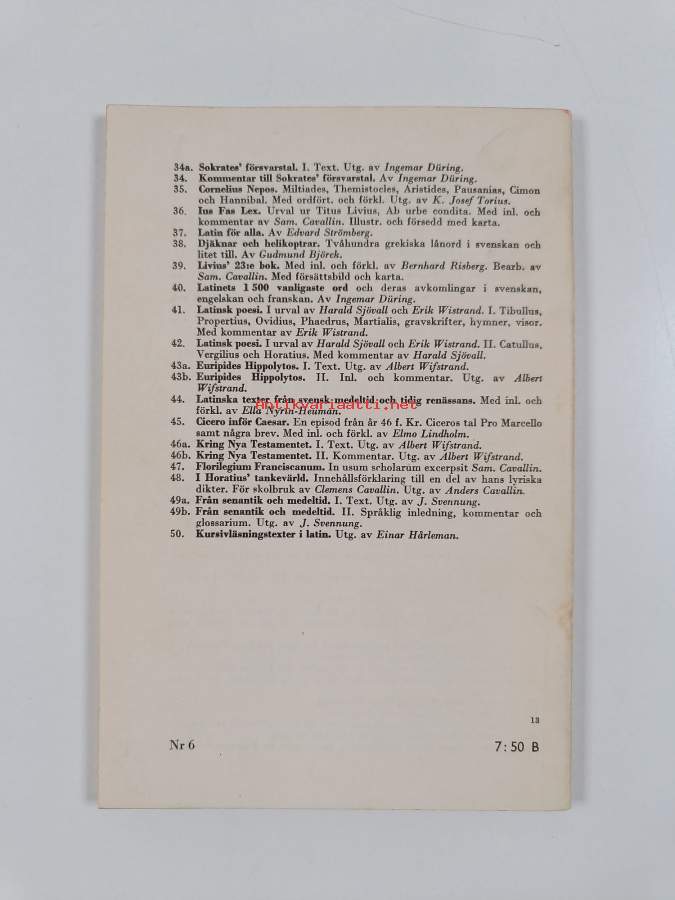 34a. Sokrates' försvarstal. I. Text. Utg. av Ingemar Düring.
34. Kommentar till Sokrates' försvarstal. Av Ingemar Düring.
35. Cornelius Nepos. Miltiades, Themistocles, Aristides, Pausanias, Cimon
och Hannibal. Med ordfört. och förkl. Utg. av K. Josef Torius.
36. Ius Fas Lex. Urval ur Titus Livius, Ab urbe condita. Med inl. och
kommentar av Sam. Cavallin. Illustr. och försedd med karta.
37. Latin för alla. Av Edvard Strömberg.
38. Djäknar och helikoptrar. Tvåhundra grekiska lånord i svenskan och
litet till. Av Gudmund Björck.
39. Livius' 23:e bok. Med inl. och förkl. av Bernhard Risberg. Bearb. av
Sam. Cavallin. Med försättsbild och karta.
40. Latinets 1 500 vanligaste ord och deras avkomlingar i svenskan,
engelskan och franskan. Av Ingemar Düring.
41. Latinsk poesi. I urval av Harald Sjövall och Erik Wistrand. I. Tibullus,
Propertius, Ovidius, Phaedrus, Martialis, gravskrifter, hymner, visor.
Med kommentar av Erik Wistrand.
42. Latinsk poesi. I urval av Harald Sjövall och Erik Wistrand. II. Catullus,
Vergilius och Horatius. Med kommentar av Harald Sjövall.
43a. Euripides Hippolytos. I. Text. Utg. av Albert Wifstrand.
43b. Euripides Hippolytos. II. Inl. och kommentar. Utg. av Albert
Wifstrand.
44. Latinska texter från svensk medeltid och tidig renässans. Med inl. och
antikvariaatti.net
förkl. av Ella Nyrin-Heuman.
45. Cicero inför Caesar. En episod från år 46 f. Kr. Ciceros tal Pro Marcello
samt några brev. Med inl. och förkl. av Elmo Lindholm.
46a. Kring Nya Testamentet. I. Text. Utg. av Albert Wifstrand.
46b. Kring Nya Testamentet. II. Kommentar. Utg. av Albert Wifstrand.
47. Florilegium Franciscanum. In usum scholarum excerpsit Sam. Cavallin.
48. I Horatius' tankevärld. Innehållsförklaring till en del av hans lyriska
dikter. För skolbruk av Clemens Cavallin. Utg. av Anders Cavallin.
49a. Från senantik och medeltid. I. Text. Utg. av J. Svennung.
49b. Från senantik och medeltid. II. Språklig inledning, kommentar och
glossarium. Utg. av J. Svennung.
50. Kursivläsningstexter i latin. Utg. av Einar Hårleman.
13
Nr 6 7:50 B